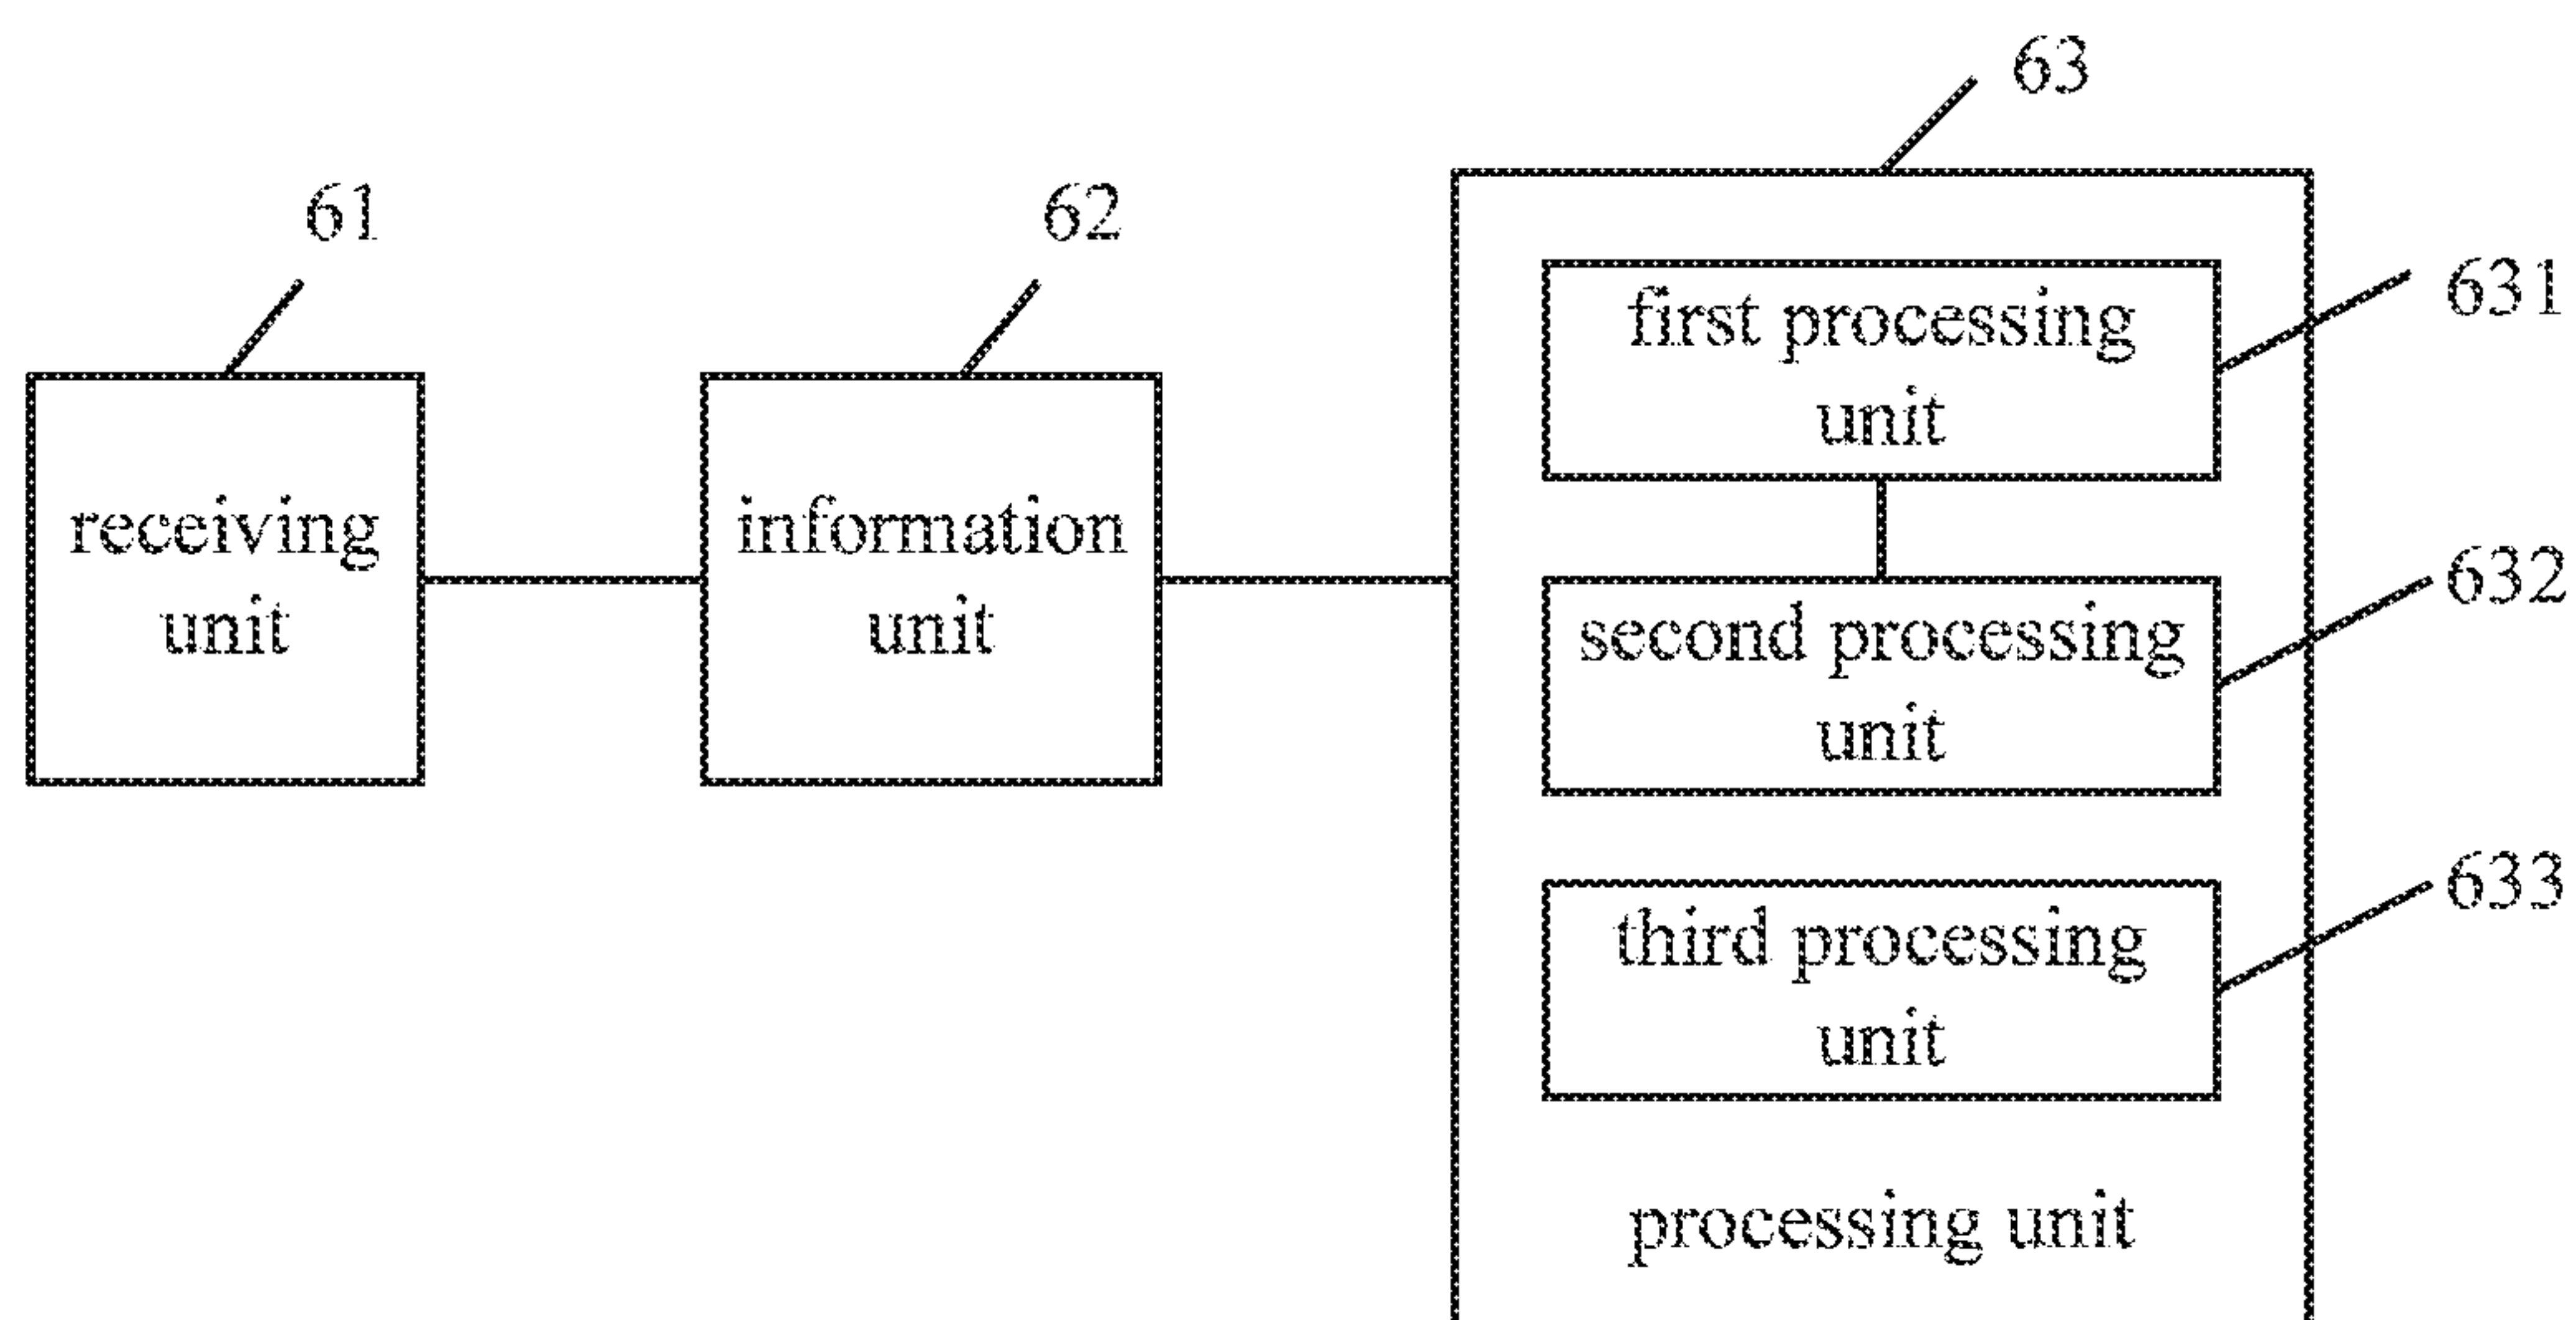 63
61
62
631
first processing
unit
receiving
unit
information
unit
632
second processing
unit
633
third processing
unit
processing unit